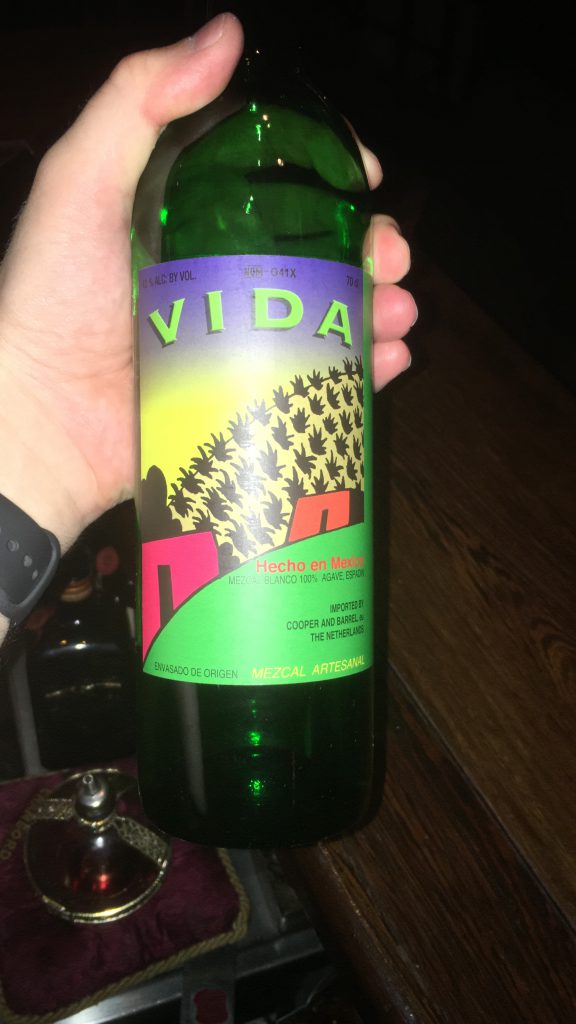 % ALC. BY VOL.
NOM O41X
70 cl
VIDA
Hecho en Mexico
MEZCAL BLANCO 100% AGAVE, ESPADIN
IMPORTED BY
COOPER AND BARREL eu
THE NETHERLANDS
ENVASADO DE ORIGEN
MEZCAL ARTESANAL